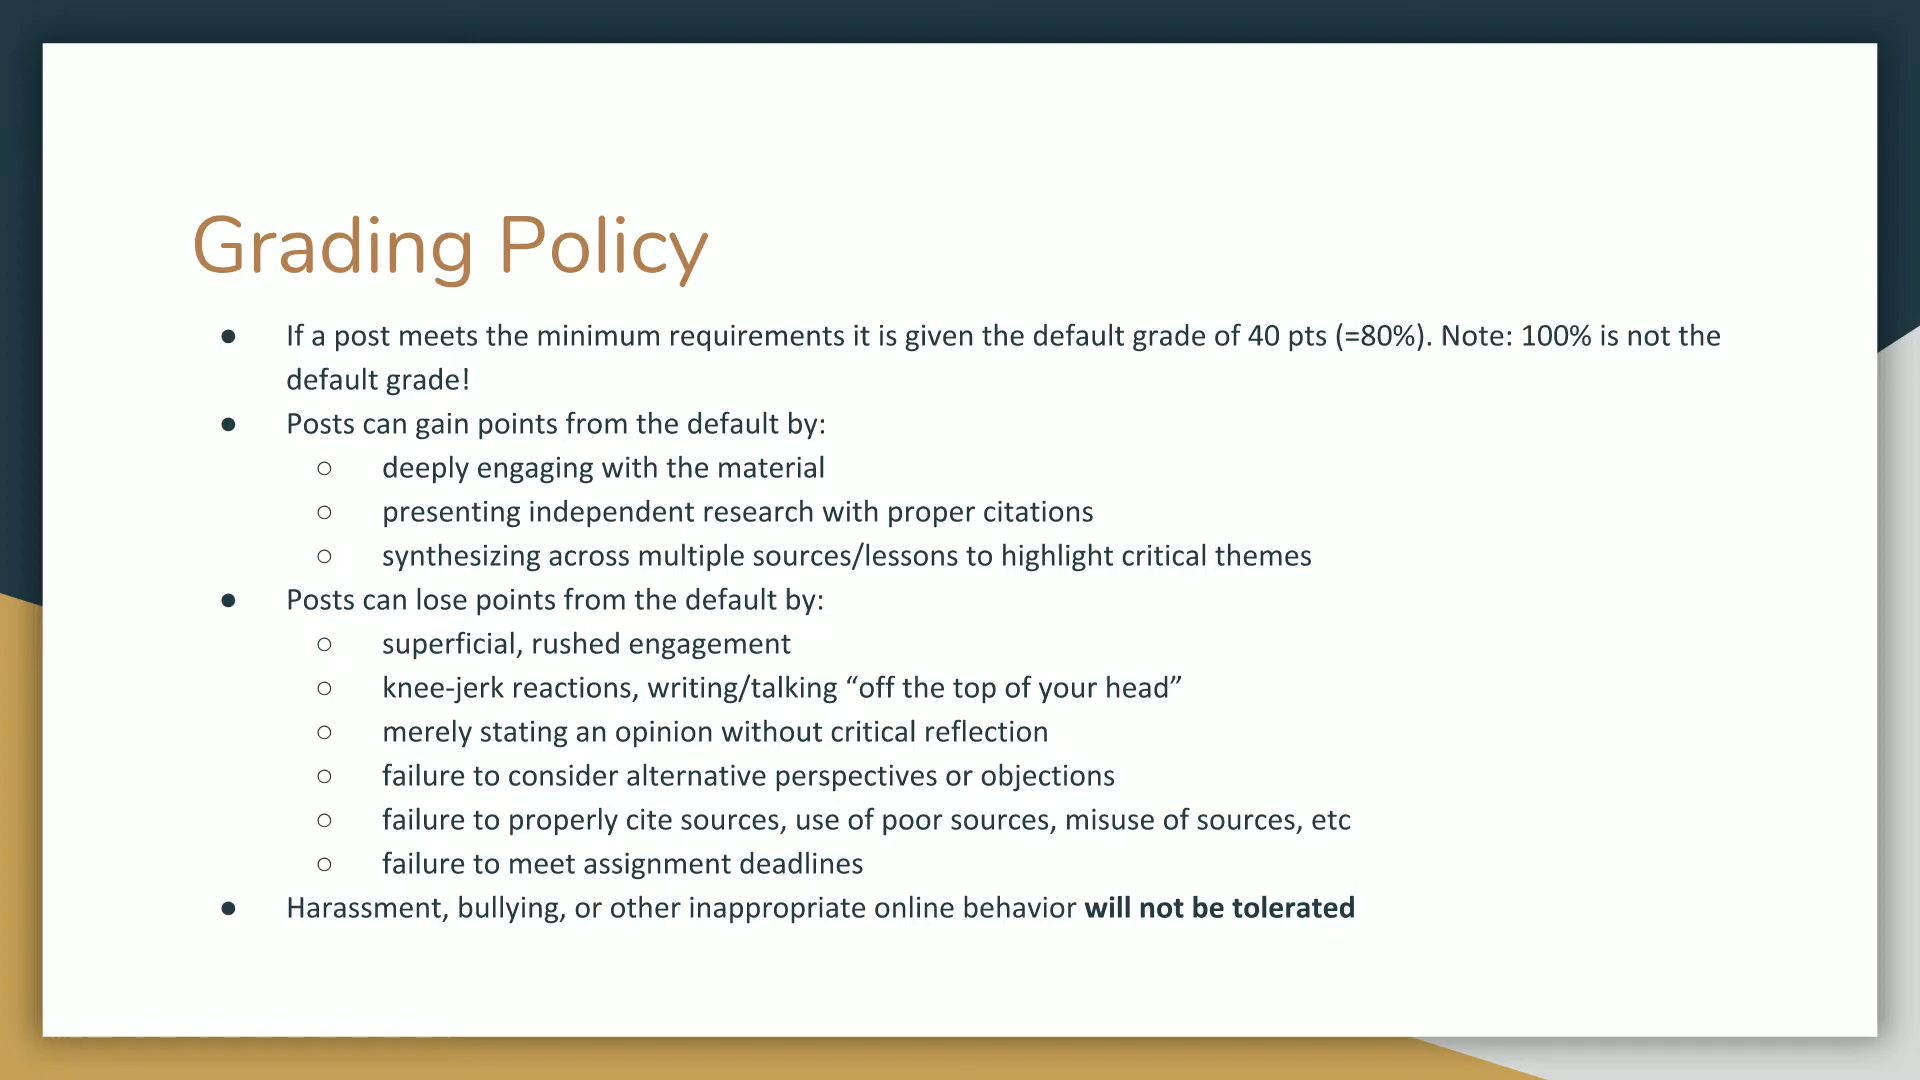 Grading Policy
● If a post meets the minimum requirements it is given the default grade of 40 pts (=80%). Note: 100% is not the
default grade!
● Posts can gain points from the default by:
○ deeply engaging with the material
○ presenting independent research with proper citations
○ synthesizing across multiple sources/lessons to highlight critical themes
● Posts can lose points from the default by:
○ superficial, rushed engagement
○ knee-jerk reactions, writing/talking “off the top of your head”
○ merely stating an opinion without critical reflection
○ failure to consider alternative perspectives or objections
○ failure to properly cite sources, use of poor sources, misuse of sources, etc
○ failure to meet assignment deadlines
● Harassment, bullying, or other inappropriate online behavior will not be tolerated